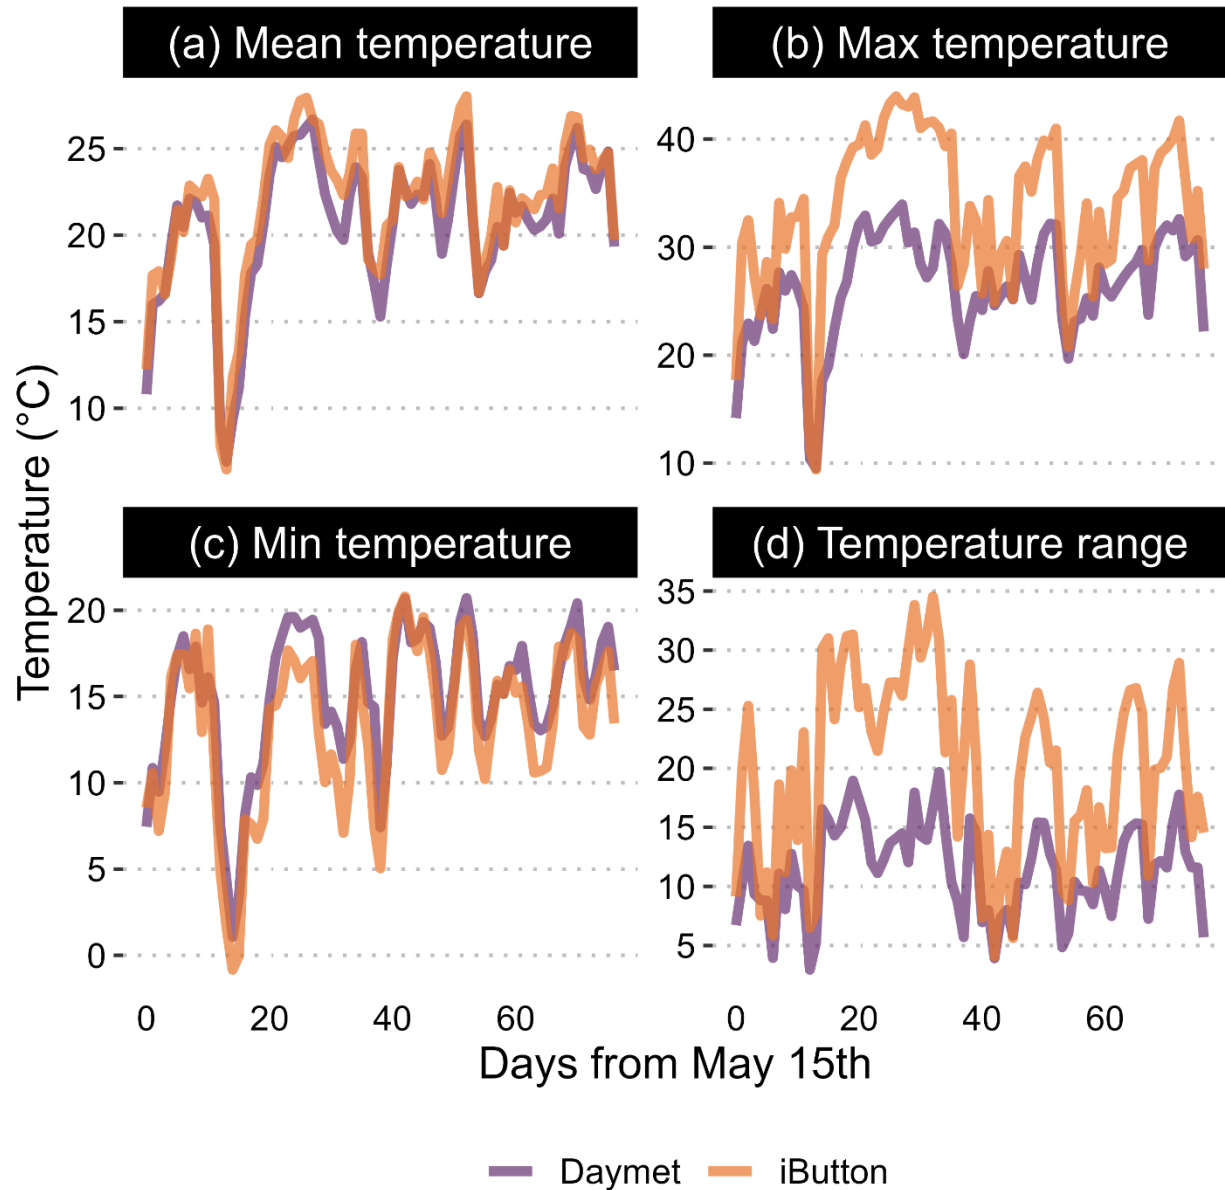 (a) Mean temperature
(b) Max temperature
25
20
15
10
40
30
20
10
Temperature (°C)
(c) Min temperature
(d) Temperature range
20
15
10
5
0
35
30
25
20
15
10
5
0 20 40 60
0 20 40 60
Days from May 15th
Daymet iButton